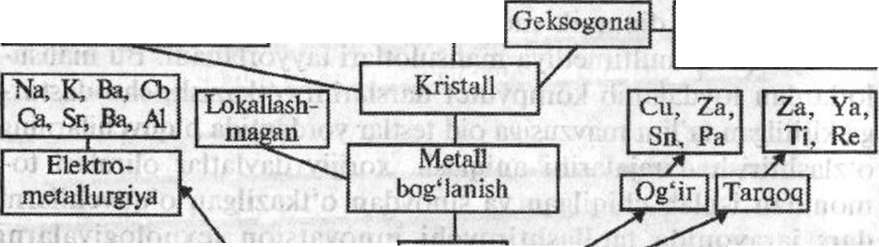 Geksogonal
Na, K, Ba, Cb
Ca, Sr, Ba, Al
Lokallash-
magan
Kristall
Cu, Za,
Sn, Pa
Za, Ya,
Ti, Re
Elektro-
metallurgiya
Metall
bog‘lanish
Og‘ir
Tarqoq